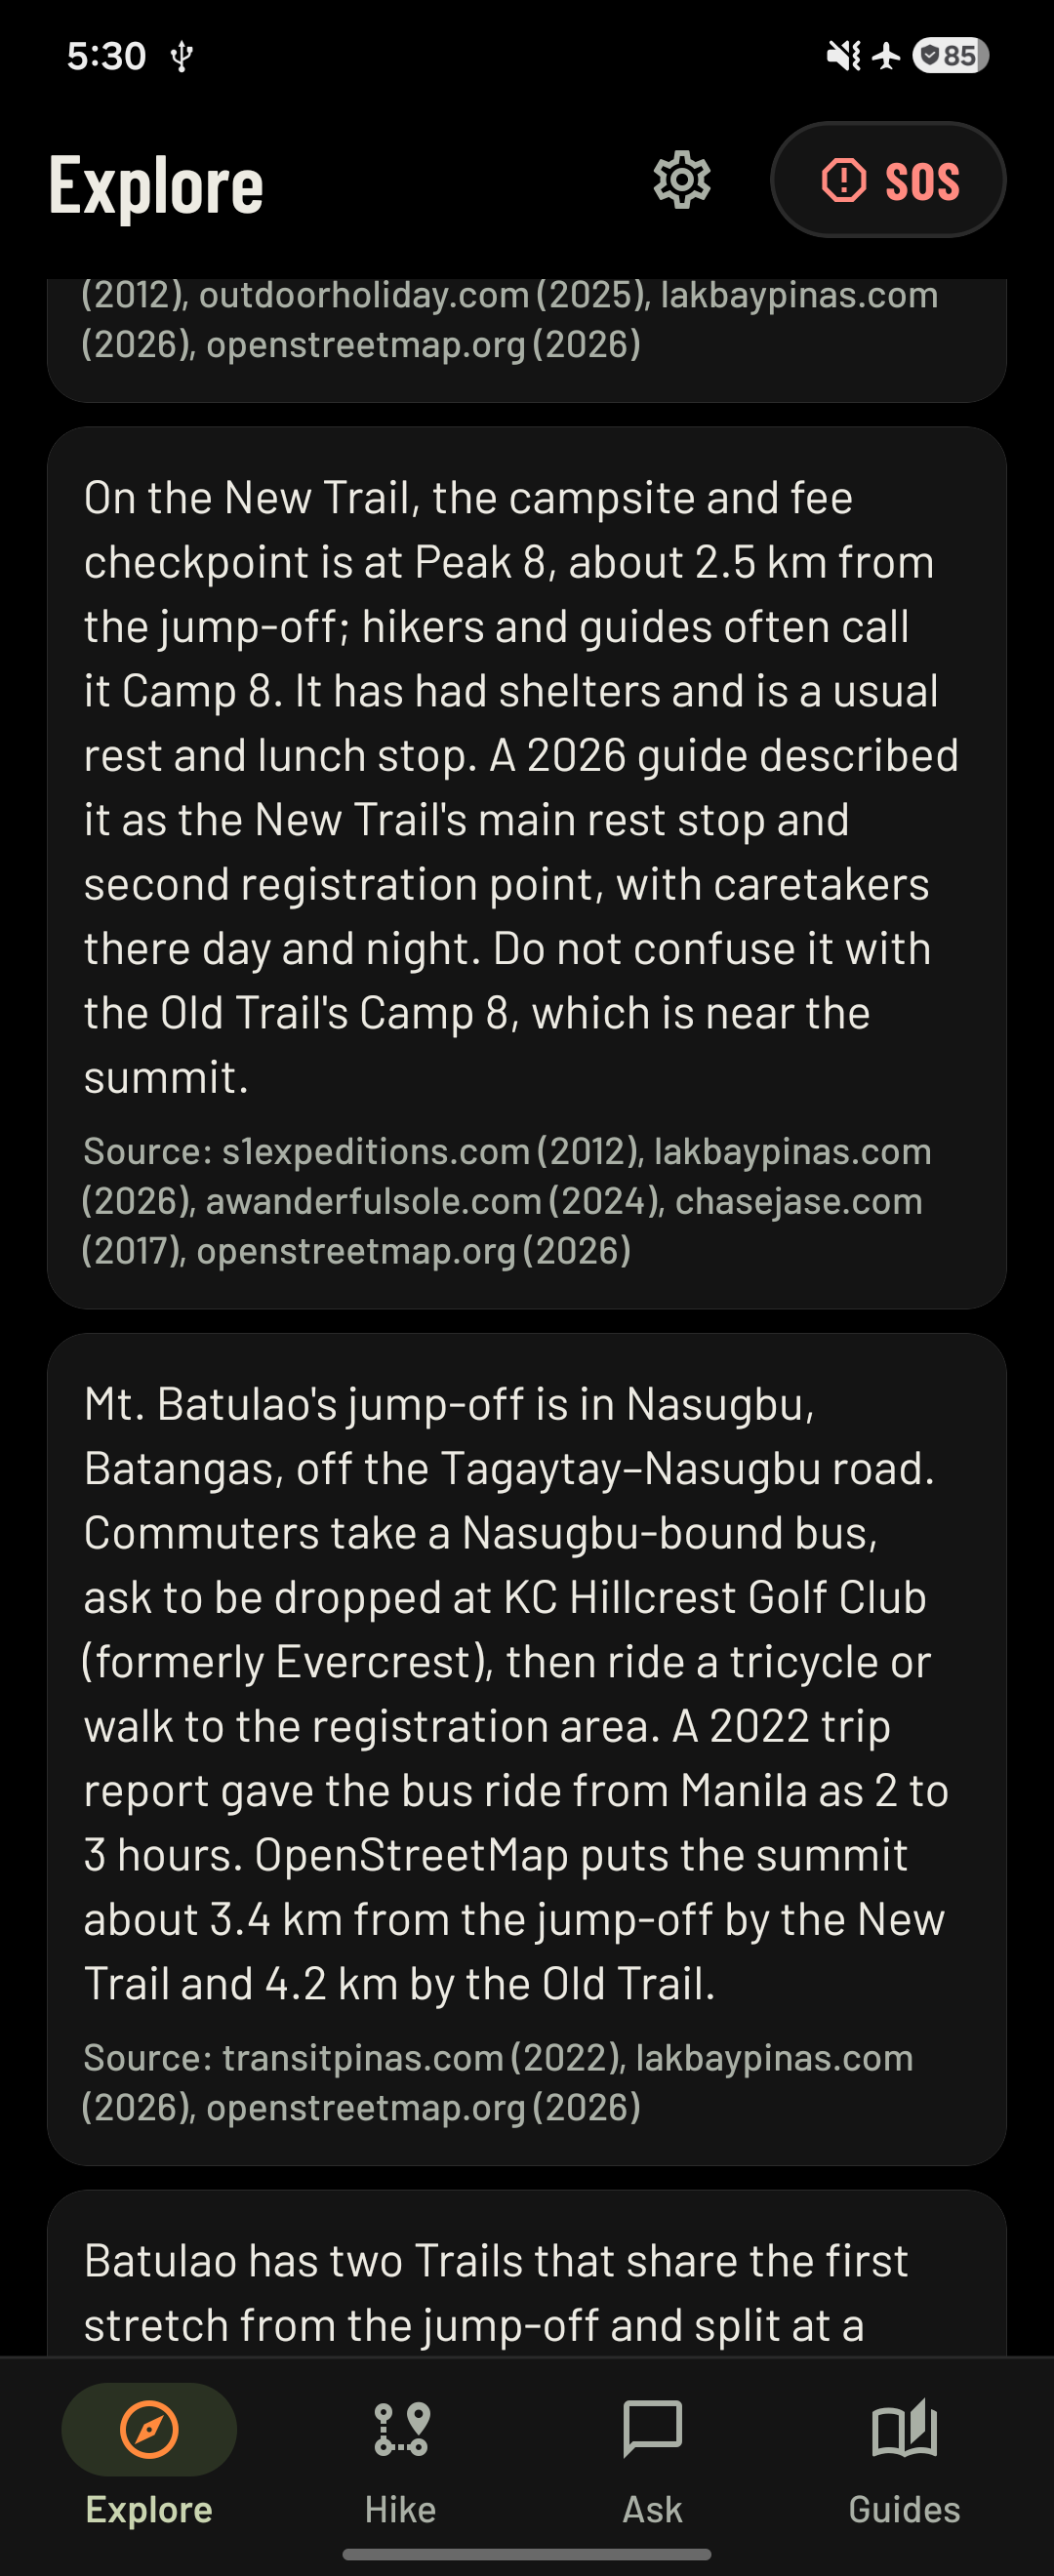 5:30
85
Explore
SOS
(2012), outdoorholiday.com (2025), lakbaypinas.com
(2026), openstreetmap.org (2026)
On the New Trail, the campsite and fee
checkpoint is at Peak 8, about 2.5 km from
the jump-off; hikers and guides often call
it Camp 8. It has had shelters and is a usual
rest and lunch stop. A 2026 guide described
it as the New Trail's main rest stop and
second registration point, with caretakers
there day and night. Do not confuse it with
the Old Trail's Camp 8, which is near the
summit.
Source: s1expeditions.com (2012), lakbaypinas.com
(2026), awanderfulsole.com (2024), chasejase.com
(2017), openstreetmap.org (2026)
Mt. Batulao's jump-off is in Nasugbu,
Batangas, off the Tagaytay–Nasugbu road.
Commuters take a Nasugbu-bound bus,
ask to be dropped at KC Hillcrest Golf Club
(formerly Evercrest), then ride a tricycle or
walk to the registration area. A 2022 trip
report gave the bus ride from Manila as 2 to
3 hours. OpenStreetMap puts the summit
about 3.4 km from the jump-off by the New
Trail and 4.2 km by the Old Trail.
Source: transitpinas.com (2022), lakbaypinas.com
(2026), openstreetmap.org (2026)
Batulao has two Trails that share the first
stretch from the jump-off and split at a
Explore
Hike
Ask
Guides